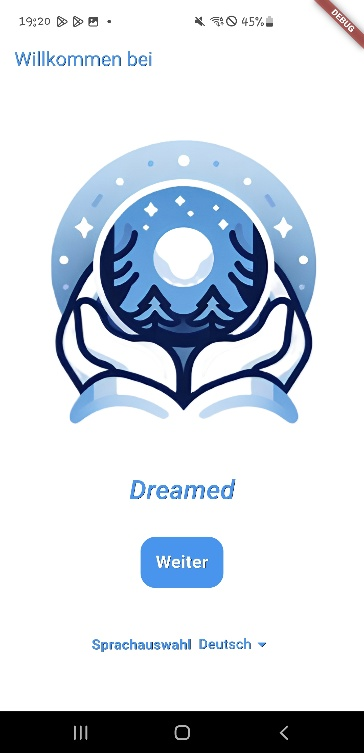 19:20
45%
DEBUG
Willkommen bei
Dreamed
Weiter
Sprachauswahl Deutsch